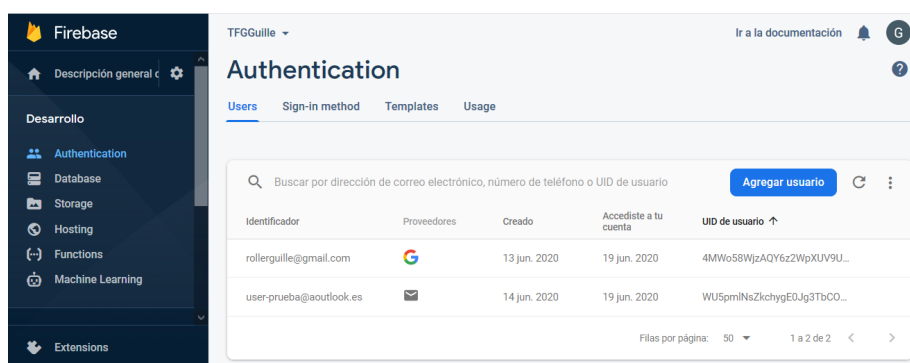 Firebase
TFGGuille
Ir a la documentación
G
Descripción general d
Authentication
?
Users Sign-in method Templates Usage
Desarrollo
Authentication
Database
Storage
Hosting
Functions
Machine Learning
Extensions
Buscar por dirección de correo electrónico, número de teléfono o UID de usuario
Agregar usuario
Identificador Proveedores Creado Accediste a tu cuenta UID de usuario
rollerguille@gmail.com 13 jun. 2020 19 jun. 2020 4MWo58WjzAQY6z2WpXUV9U...
user-prueba@aoutlook.es 14 jun. 2020 19 jun. 2020 WU5pmlNsZkchygE0Jg3TbCO...
Filas por página: 50 1 a 2 de 2